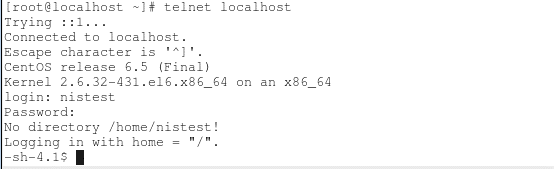 [root@localhost ~]# telnet localhost
Trying ::1...
Connected to localhost.
Escape character is '^]'.
CentOS release 6.5 (Final)
Kernel 2.6.32-431.el6.x86_64 on an x86_64
login: nistest
Password:
No directory /home/nistest!
Logging in with home = "/".
-sh-4.1$